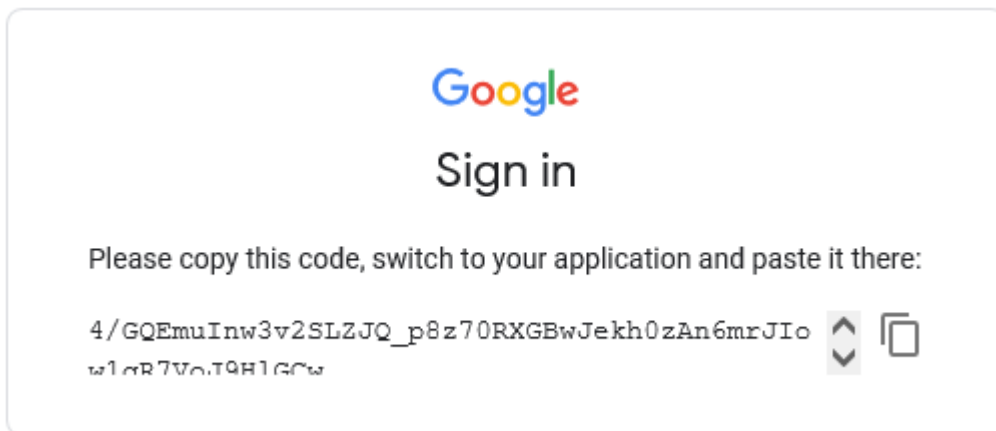 Google
Sign in
Please copy this code, switch to your application and paste it there:
4/GQEmuInw3v2SLZJQ_p8z70RXGBwJekh0zAn6mrJIo